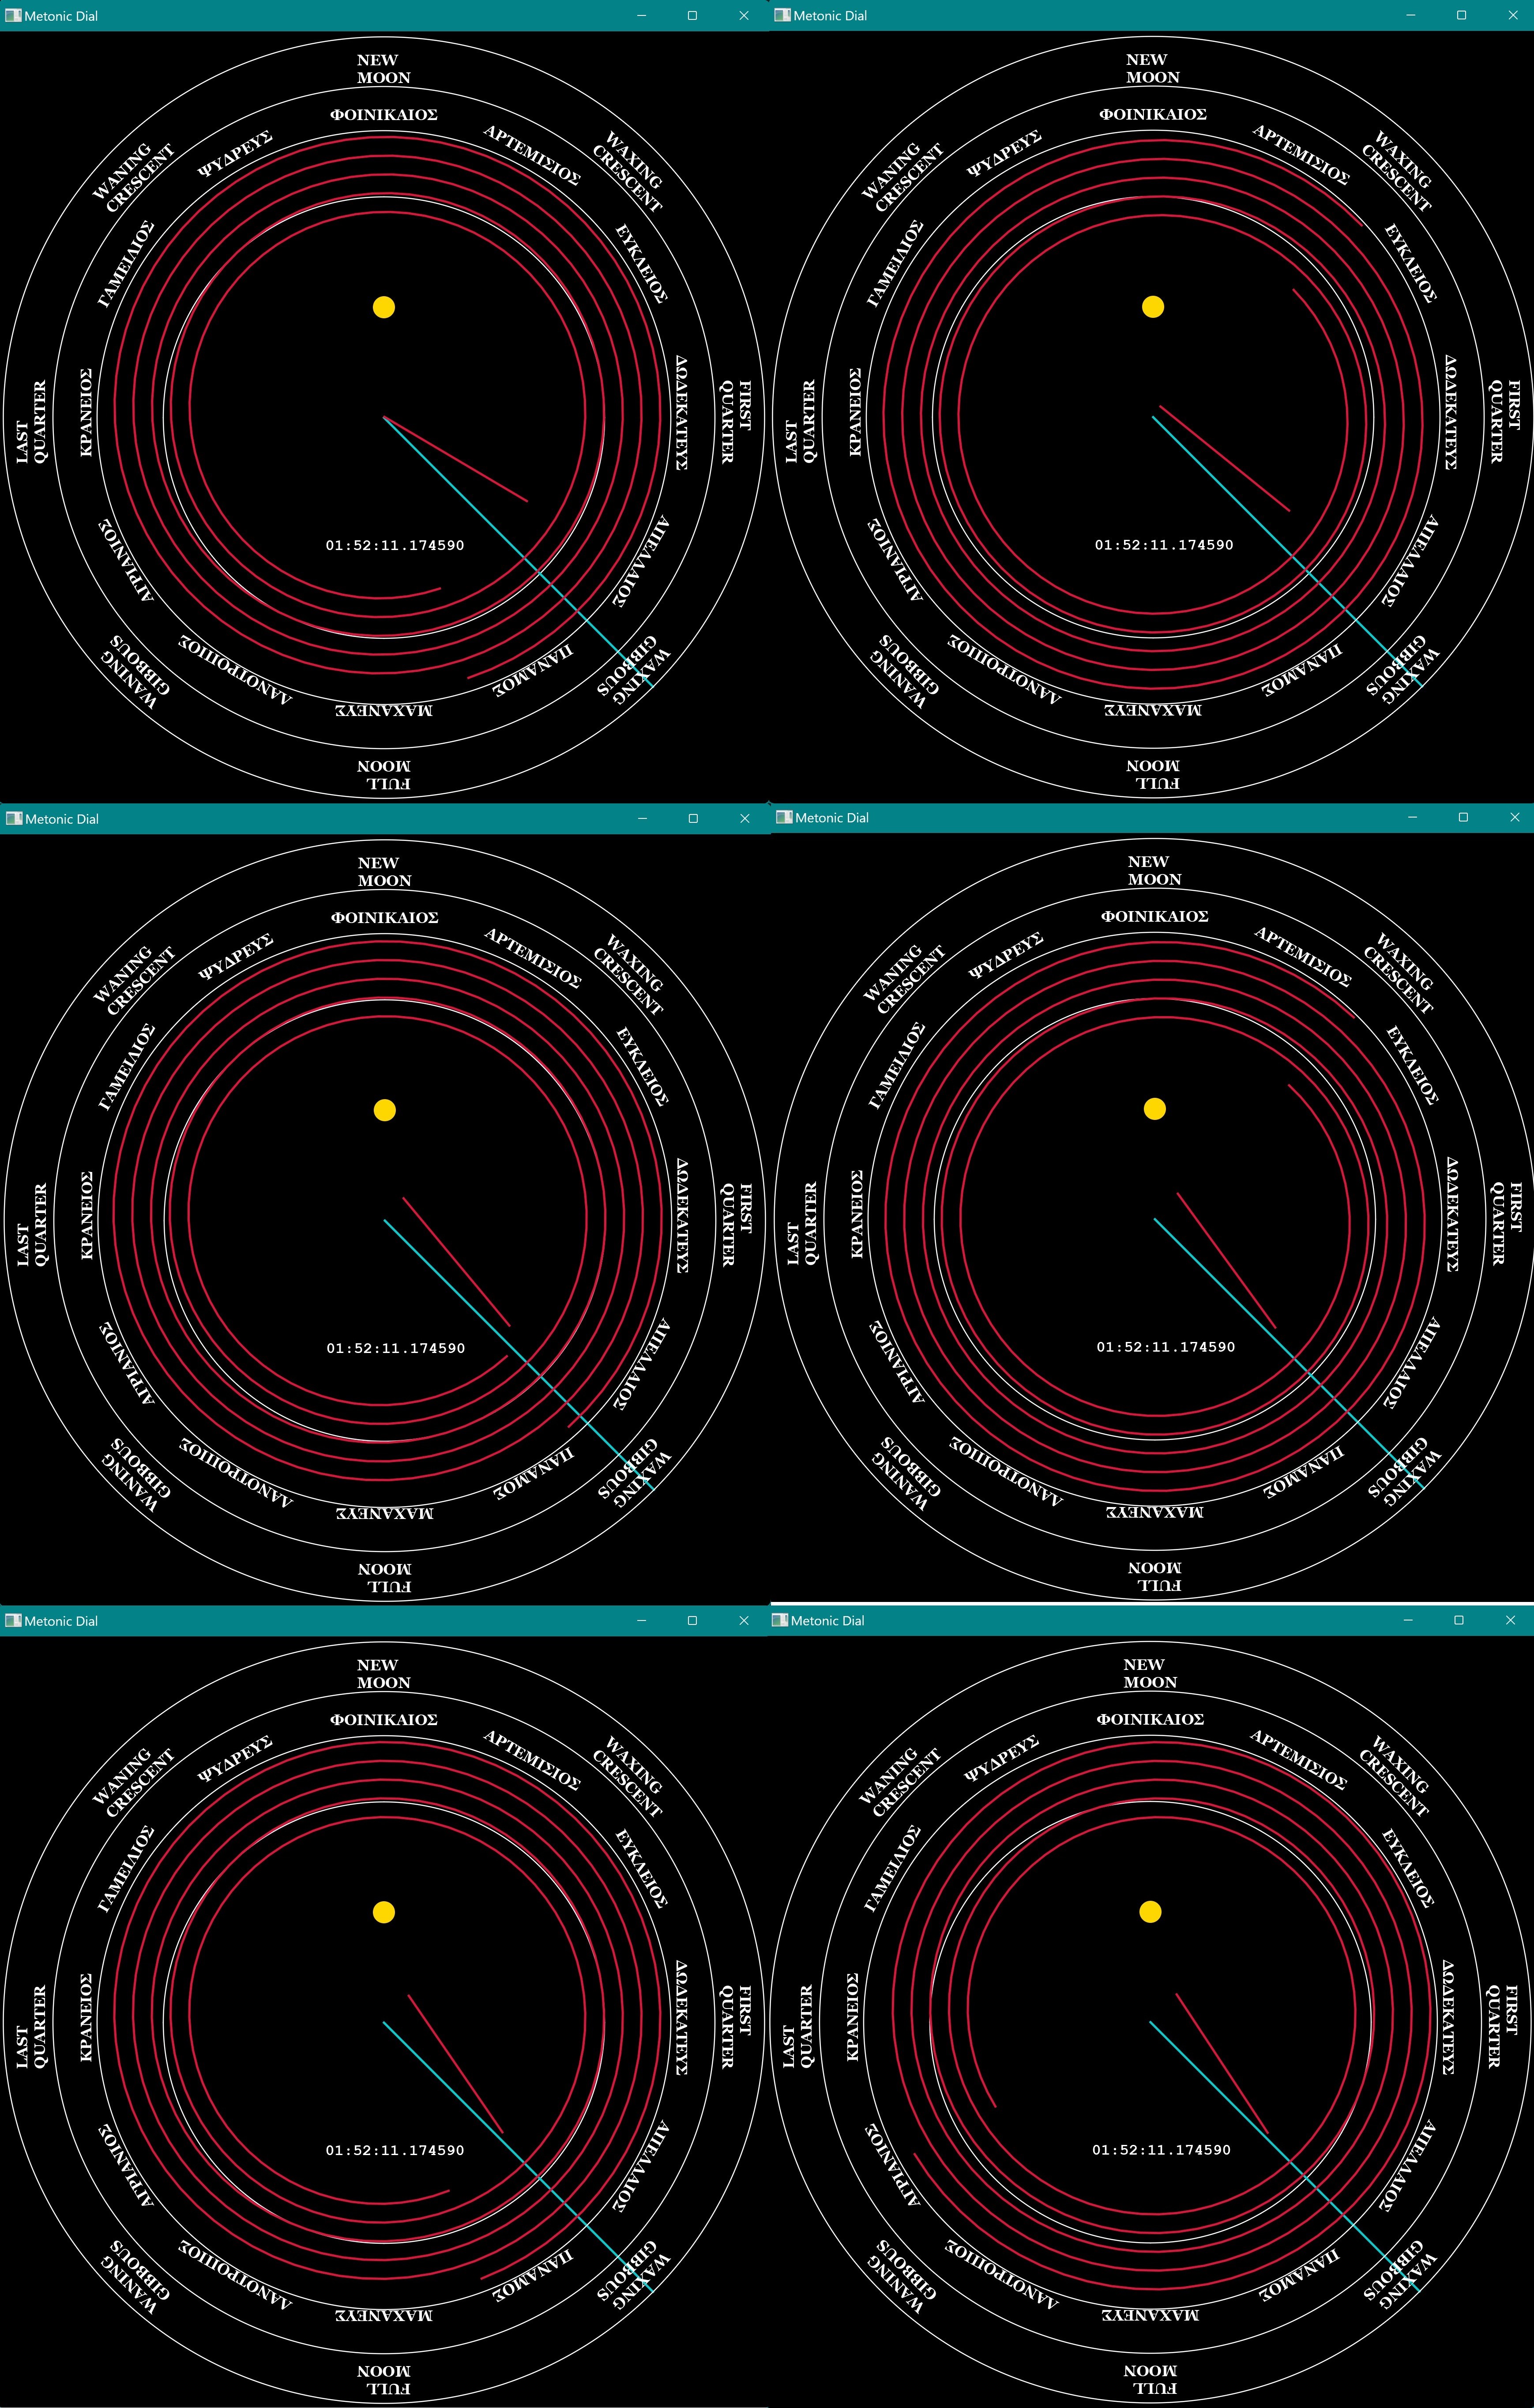 Metonic Dial
NEW
MOON
WAXING
CRESCENT
FIRST
QUARTER
WAXING
GIBBOUS
FULL
MOON
WANING
GIBBOUS
LAST
QUARTER
WANING
CRESCENT
ΦΟΙΝΙΚΑΙΟΣ
ΑΡΤΕΜΙΣΙΟΣ
ΕΥΚΛΕΙΟΣ
ΔΩΔΕΚΑΤΕΥΣ
ΑΠΕΛΛΑΙΟΣ
ΠΑΝΑΜΟΣ
ΜΑΧΑΝΕΥΣ
ΛΑΝΟΤΡΟΠΙΟΣ
ΑΓΡΙΑΝΙΟΣ
ΚΡΑΝΕΙΟΣ
ΓΑΜΕΙΛΙΟΣ
ΨΥΔΡΕΥΣ
01:52:11.174590
Metonic Dial
NEW
MOON
WAXING
CRESCENT
FIRST
QUARTER
WAXING
GIBBOUS
FULL
MOON
WANING
GIBBOUS
LAST
QUARTER
WANING
CRESCENT
ΦΟΙΝΙΚΑΙΟΣ
ΑΡΤΕΜΙΣΙΟΣ
ΕΥΚΛΕΙΟΣ
ΔΩΔΕΚΑΤΕΥΣ
ΑΠΕΛΛΑΙΟΣ
ΠΑΝΑΜΟΣ
ΜΑΧΑΝΕΥΣ
ΛΑΝΟΤΡΟΠΙΟΣ
ΑΓΡΙΑΝΙΟΣ
ΚΡΑΝΕΙΟΣ
ΓΑΜΕΙΛΙΟΣ
ΨΥΔΡΕΥΣ
01:52:11.174590
Metonic Dial
NEW
MOON
WAXING
CRESCENT
FIRST
QUARTER
WAXING
GIBBOUS
FULL
MOON
WANING
GIBBOUS
LAST
QUARTER
WANING
CRESCENT
ΦΟΙΝΙΚΑΙΟΣ
ΑΡΤΕΜΙΣΙΟΣ
ΕΥΚΛΕΙΟΣ
ΔΩΔΕΚΑΤΕΥΣ
ΑΠΕΛΛΑΙΟΣ
ΠΑΝΑΜΟΣ
ΜΑΧΑΝΕΥΣ
ΛΑΝΟΤΡΟΠΙΟΣ
ΑΓΡΙΑΝΙΟΣ
ΚΡΑΝΕΙΟΣ
ΓΑΜΕΙΛΙΟΣ
ΨΥΔΡΕΥΣ
01:52:11.174590
Metonic Dial
NEW
MOON
WAXING
CRESCENT
FIRST
QUARTER
WAXING
GIBBOUS
FULL
MOON
WANING
GIBBOUS
LAST
QUARTER
WANING
CRESCENT
ΦΟΙΝΙΚΑΙΟΣ
ΑΡΤΕΜΙΣΙΟΣ
ΕΥΚΛΕΙΟΣ
ΔΩΔΕΚΑΤΕΥΣ
ΑΠΕΛΛΑΙΟΣ
ΠΑΝΑΜΟΣ
ΜΑΧΑΝΕΥΣ
ΛΑΝΟΤΡΟΠΙΟΣ
ΑΓΡΙΑΝΙΟΣ
ΚΡΑΝΕΙΟΣ
ΓΑΜΕΙΛΙΟΣ
ΨΥΔΡΕΥΣ
01:52:11.174590
Metonic Dial
NEW
MOON
WAXING
CRESCENT
FIRST
QUARTER
WAXING
GIBBOUS
FULL
MOON
WANING
GIBBOUS
LAST
QUARTER
WANING
CRESCENT
ΦΟΙΝΙΚΑΙΟΣ
ΑΡΤΕΜΙΣΙΟΣ
ΕΥΚΛΕΙΟΣ
ΔΩΔΕΚΑΤΕΥΣ
ΑΠΕΛΛΑΙΟΣ
ΠΑΝΑΜΟΣ
ΜΑΧΑΝΕΥΣ
ΛΑΝΟΤΡΟΠΙΟΣ
ΑΓΡΙΑΝΙΟΣ
ΚΡΑΝΕΙΟΣ
ΓΑΜΕΙΛΙΟΣ
ΨΥΔΡΕΥΣ
01:52:11.174590
Metonic Dial
NEW
MOON
WAXING
CRESCENT
FIRST
QUARTER
WAXING
GIBBOUS
FULL
MOON
WANING
GIBBOUS
LAST
QUARTER
WANING
CRESCENT
ΦΟΙΝΙΚΑΙΟΣ
ΑΡΤΕΜΙΣΙΟΣ
ΕΥΚΛΕΙΟΣ
ΔΩΔΕΚΑΤΕΥΣ
ΑΠΕΛΛΑΙΟΣ
ΠΑΝΑΜΟΣ
ΜΑΧΑΝΕΥΣ
ΛΑΝΟΤΡΟΠΙΟΣ
ΑΓΡΙΑΝΙΟΣ
ΚΡΑΝΕΙΟΣ
ΓΑΜΕΙΛΙΟΣ
ΨΥΔΡΕΥΣ
01:52:11.174590